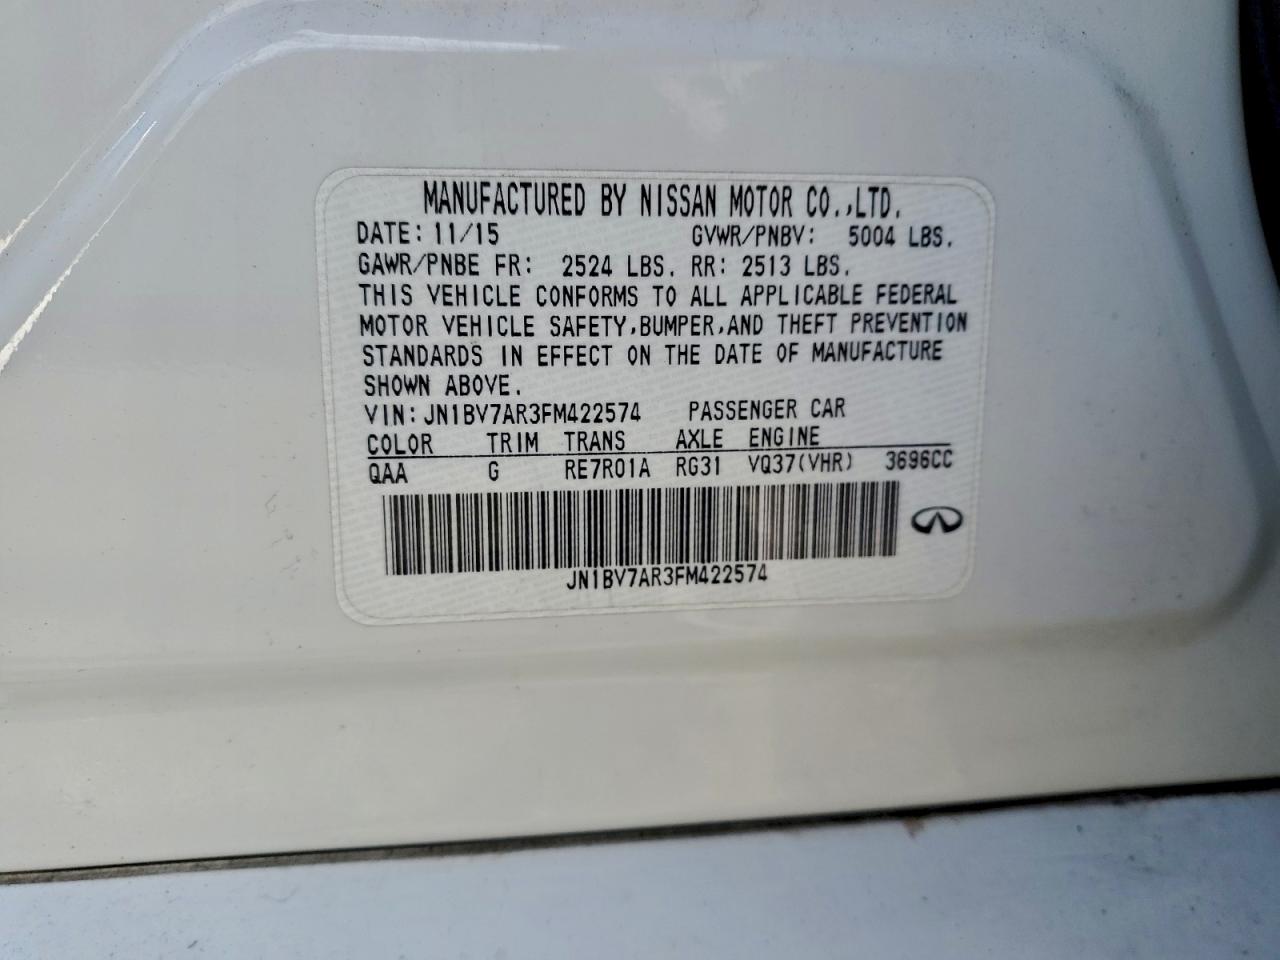 MANUFACTURED BY NISSAN MOTOR CO.,LTD.
DATE: 11/15 GVWR/PNBV: 5004 LBS.
GAWR/PNBE FR: 2524 LBS. RR: 2513 LBS.
THIS VEHICLE CONFORMS TO ALL APPLICABLE FEDERAL
MOTOR VEHICLE SAFETY,BUMPER,AND THEFT PREVENTION
STANDARDS IN EFFECT ON THE DATE OF MANUFACTURE
SHOWN ABOVE.
VIN: JN1BV7AR3FM422574 PASSENGER CAR
COLOR TRIM TRANS AXLE ENGINE
QAA G RE7R01A RG31 VQ37(VHR) 3696CC
JN1BV7AR3FM422574